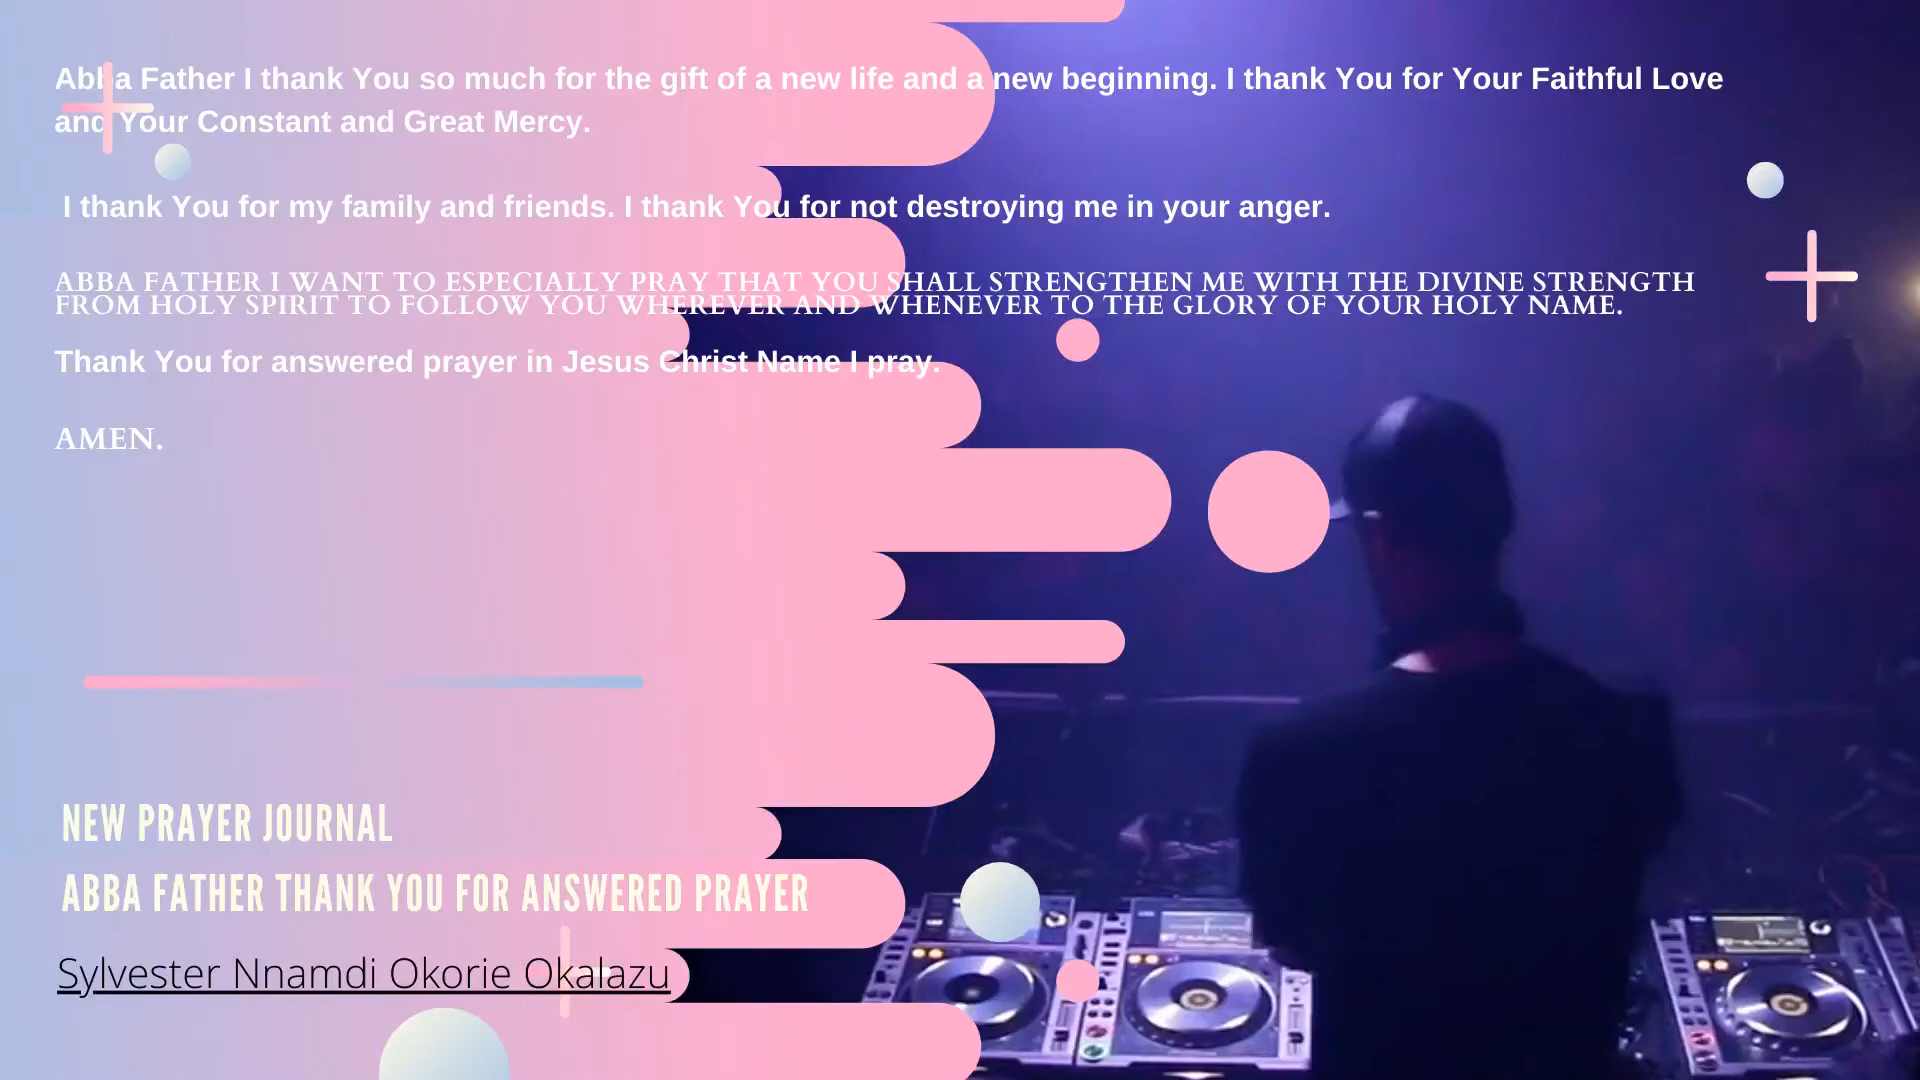 Abba Father I thank You so much for the gift of a new life and a new beginning. I thank You for Your Faithful Love
and Your Constant and Great Mercy.
I thank You for my family and friends. I thank You for not destroying me in your anger.
ABBA FATHER I WANT TO ESPECIALLY PRAY THAT YOU SHALL STRENGTHEN ME WITH THE DIVINE STRENGTH
FROM HOLY SPIRIT TO FOLLOW YOU WHEREVER AND WHENEVER TO THE GLORY OF YOUR HOLY NAME.
Thank You for answered prayer in Jesus Christ Name I pray.
AMEN.
NEW PRAYER JOURNAL
ABBA FATHER THANK YOU FOR ANSWERED PRAYER
Sylvester Nnamdi Okorie Okalazu